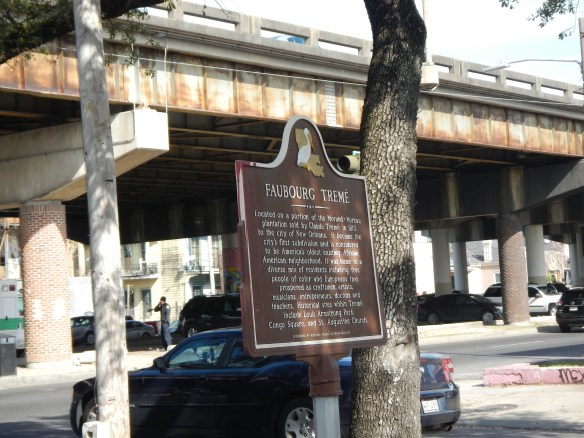 FAUBOURG TREMÉ
Located on a portion of the Morand-Moreau
plantation sold by Claude Tremé in 1810
to the city of New Orleans. It became the
city's first subdivision and is considered
to be America's oldest existing African
American neighborhood. It was home to a
diverse mix of residents including free
people of color and Europeans that
prospered as craftsmen, artists,
musicians, entrepreneurs, doctors and
teachers. Historical sites within Tremé
include Louis Armstrong Park,
Congo Square, and St. Augustine Church.